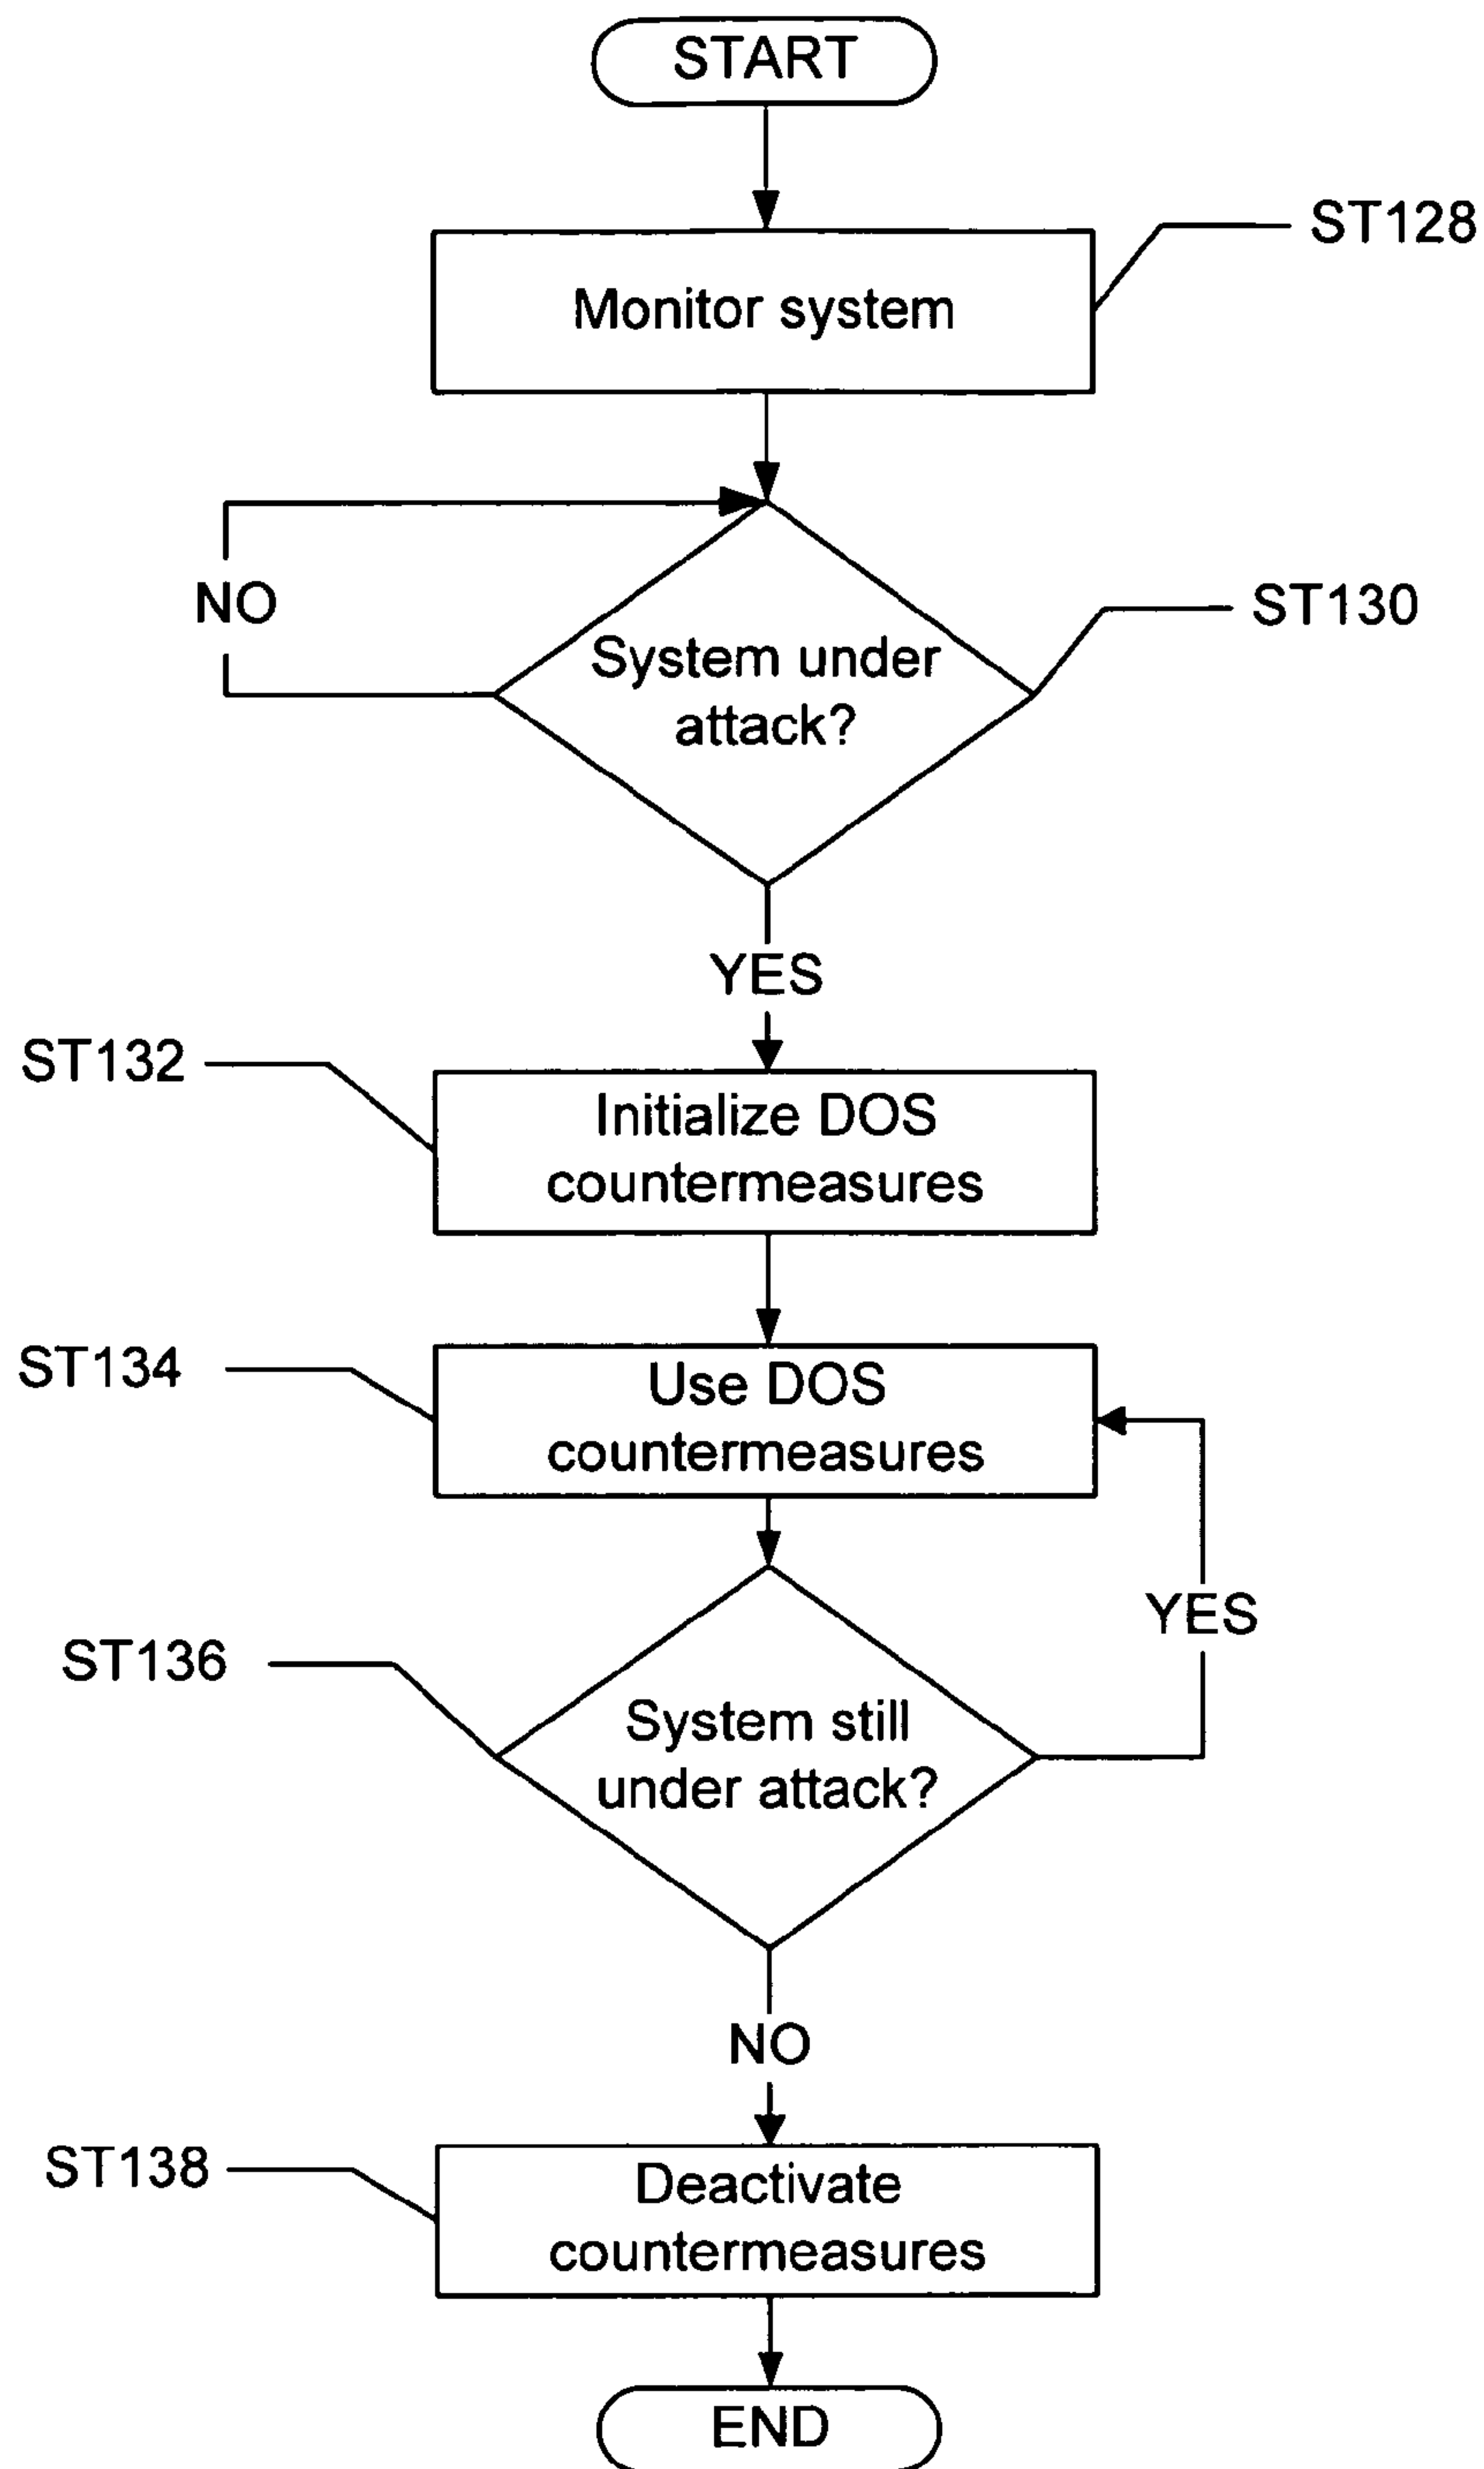 START
Monitor system
ST128
NO
System under
attack?
ST130
YES
ST132
Initialize DOS
countermeasures
ST134
Use DOS
countermeasures
YES
ST136
System still
under attack?
NO
ST138
Deactivate
countermeasures
END